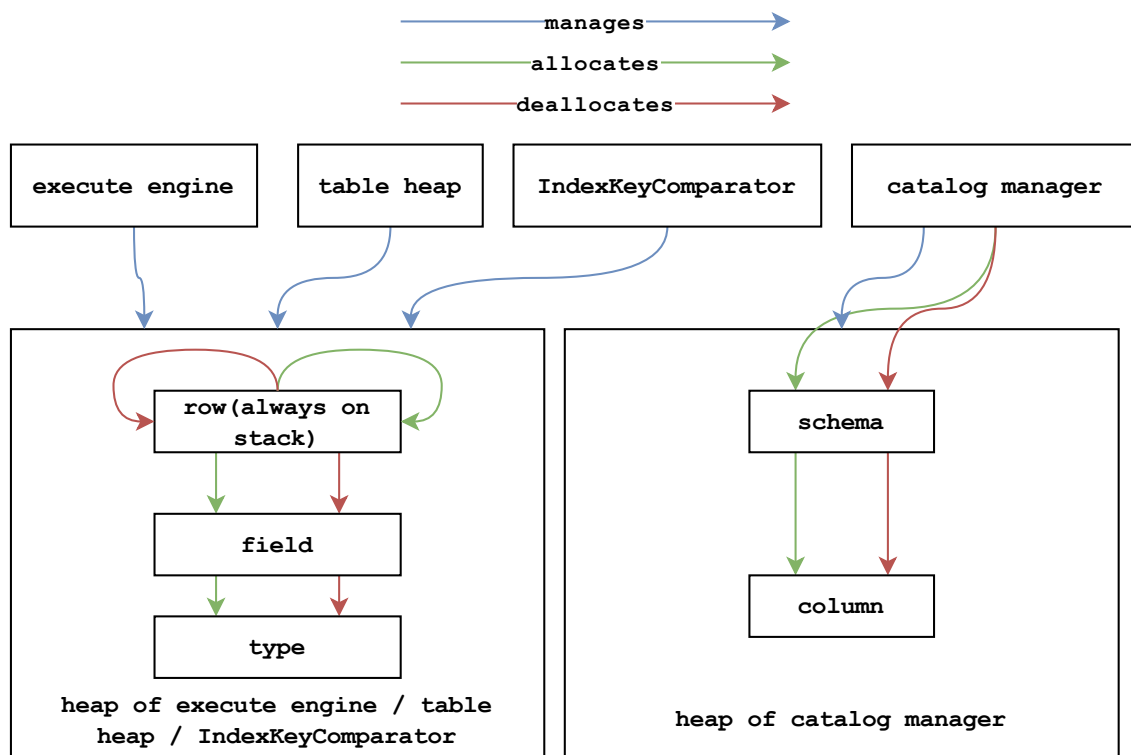 manages
allocates
deallocates
execute engine
table heap
IndexKeyComparator
catalog manager
row(always on
stack)
schema
field
column
type
heap of execute engine / table
heap / IndexKeyComparator
heap of catalog manager